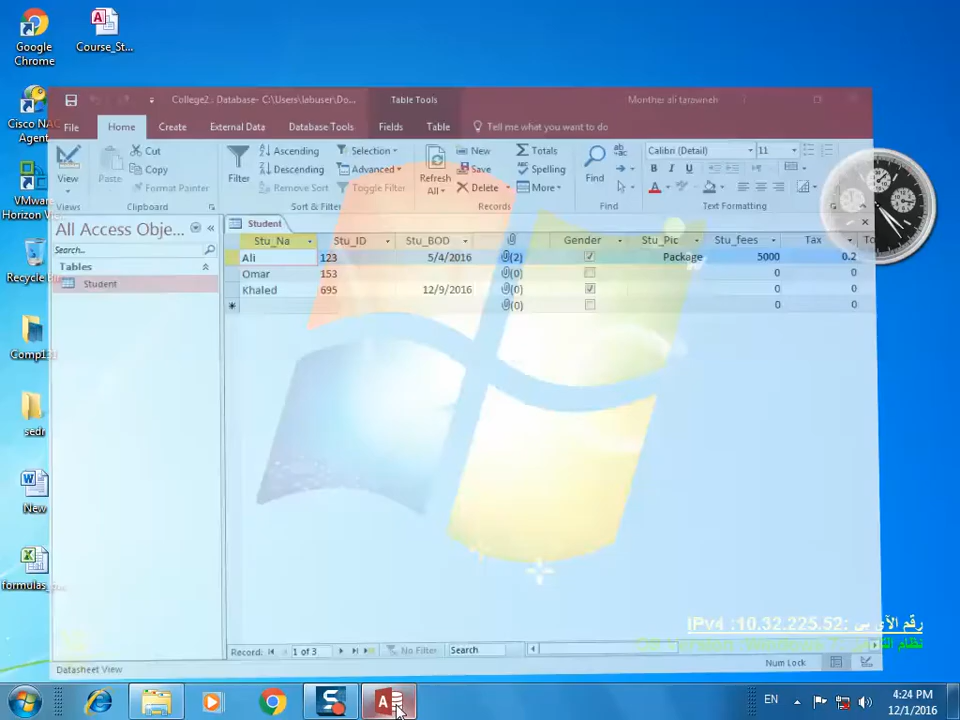 Google Chrome
Course_St...
Cisco NAC Agent
VMware Horizon
Recycle Bin
Comp131
sedr
New
College2 : Database- C:\Users\labuser\Do...
Table Tools
Monther ali tarawneh
File
Home
Create
External Data
Database Tools
Fields
Table
Tell me what you want to do
View
Paste
Cut
Copy
Format Painter
Filter
Ascending
Descending
Remove Sort
Selection
Advanced
Toggle Filter
Refresh All
New
Save
Delete
Totals
Spelling
More
Find
Calibri (Detail)
11
B I U
A
Views
Clipboard
Sort & Filter
Records
Find
Text Formatting
All Access Obje...
Search...
Tables
Student
Student
Stu_Na Stu_ID Stu_BOD Gender Stu_Pic Stu_fees Tax To
Ali 123 5/4/2016 (2) Package 5000 0.2
Omar 153 (0) 0 0
Khaled 695 12/9/2016 (0) 0 0
(0) 0 0
Record: 1 of 3 No Filter Search
Datasheet View
Num Lock
رقم الآي بي :IPv4 :10.32.225.52
EN
4:24 PM
12/1/2016